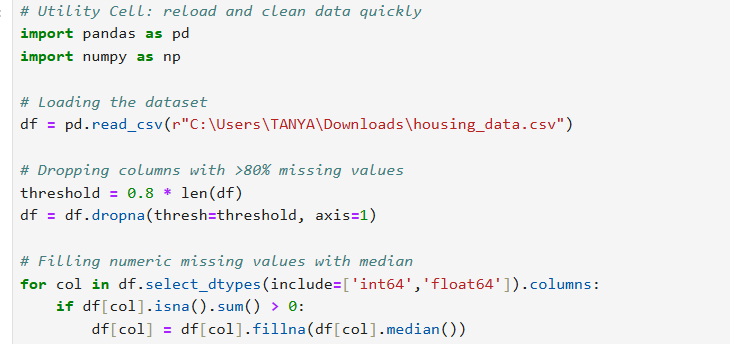 # Utility Cell: reload and clean data quickly
import pandas as pd
import numpy as np
# Loading the dataset
df = pd.read_csv(r"C:\Users\TANYA\Downloads\housing_data.csv")
# Dropping columns with >80% missing values
threshold = 0.8 * len(df)
df = df.dropna(thresh=threshold, axis=1)
# Filling numeric missing values with median
for col in df.select_dtypes(include=['int64','float64']).columns:
    if df[col].isna().sum() > 0:
        df[col] = df[col].fillna(df[col].median())